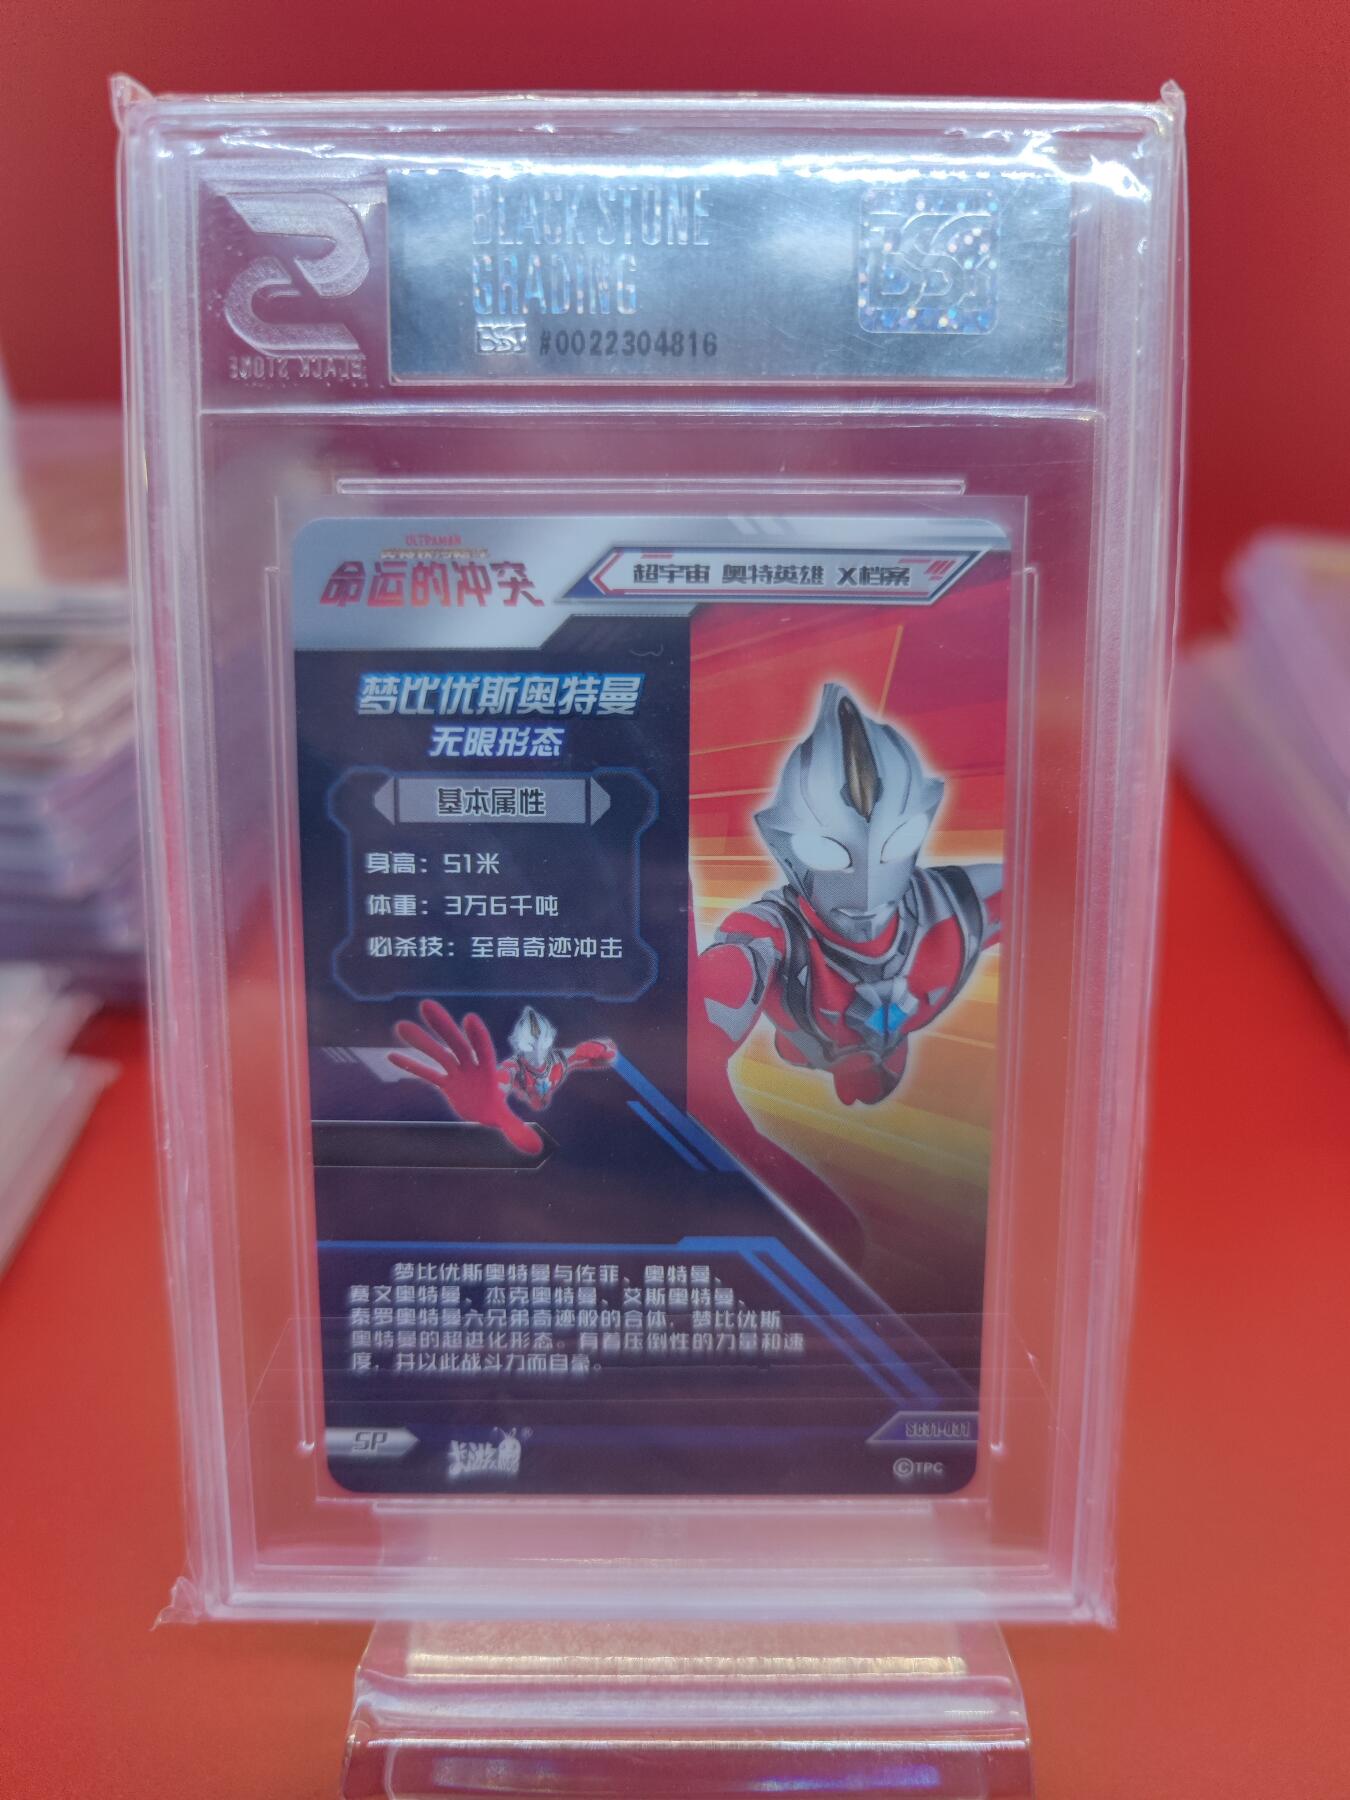 BLACK STONE
GRADING
BSG #0022304816
BSG
BLACK STONE
ULTRAMAN
命运的冲突
超宇宙 奥特英雄 X档案
梦比优斯奥特曼
无限形态
基本属性
身高：51米
体重：3万6千吨
必杀技：至高奇迹冲击
梦比优斯奥特曼与佐菲、奥特曼、
赛文奥特曼、杰克奥特曼、艾斯奥特曼、
泰罗奥特曼六兄弟奇迹般的合体，梦比优斯
奥特曼的超进化形态。有着压倒性的力量和速
度，并以此战斗力而自豪。
SP
卡游
®
©TPC